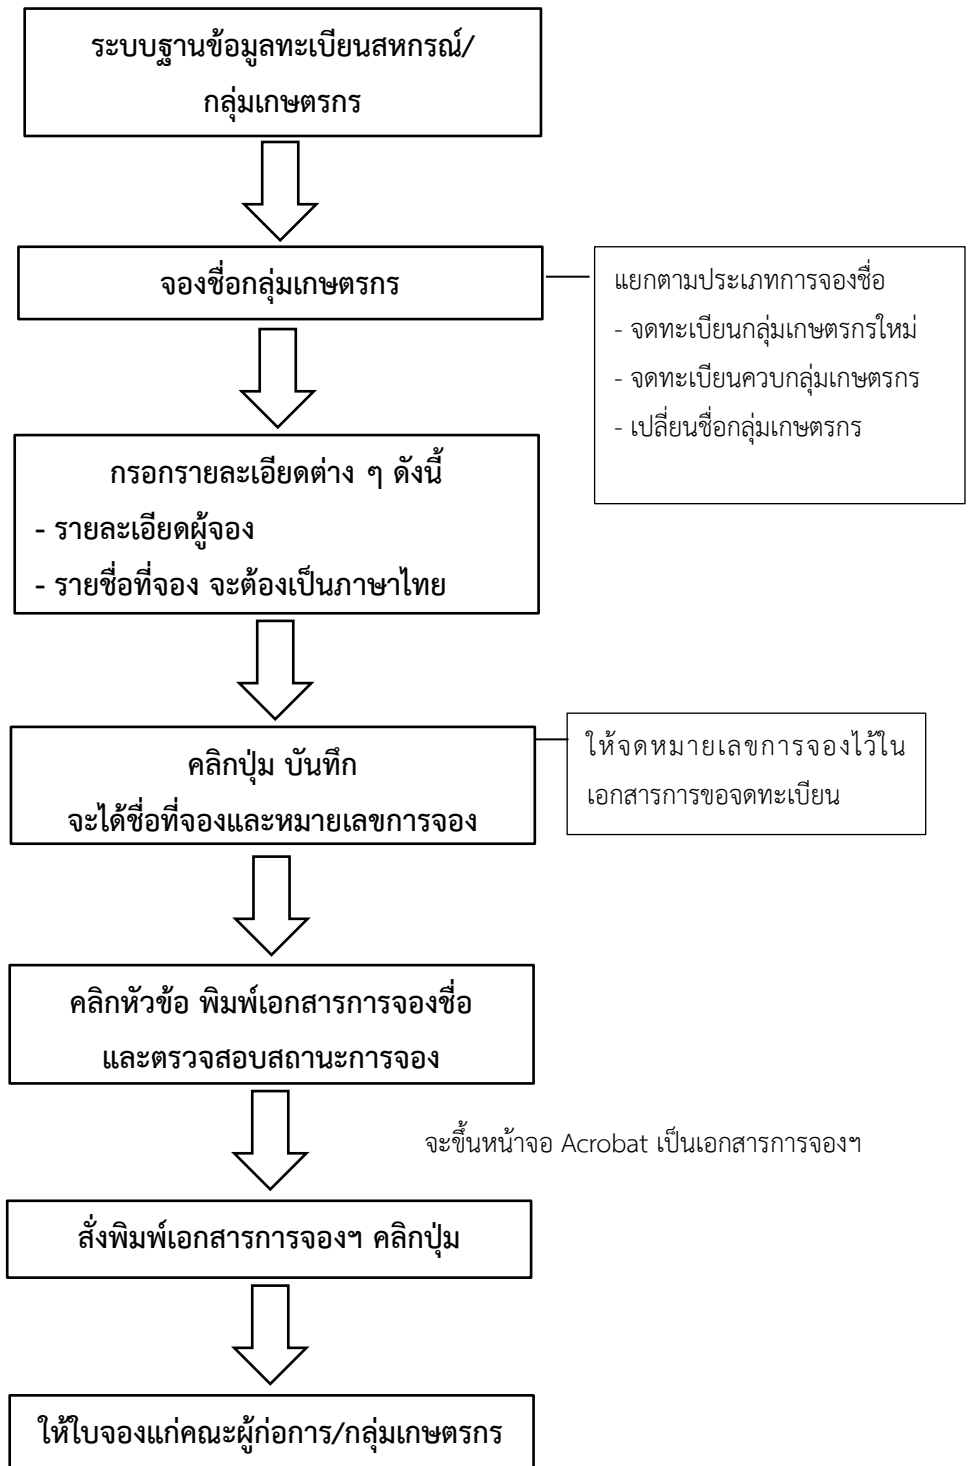 ระบบฐานข้อมูลทะเบียนสหกรณ์/
กลุ่มเกษตรกร
จองชื่อกลุ่มเกษตรกร
แยกตามประเภทการจองชื่อ
- จดทะเบียนกลุ่มเกษตรกรใหม่
- จดทะเบียนควบกลุ่มเกษตรกร
- เปลี่ยนชื่อกลุ่มเกษตรกร
กรอกรายละเอียดต่าง ๆ ดังนี้
- รายละเอียดผู้จอง
- รายชื่อที่จอง จะต้องเป็นภาษาไทย
คลิกปุ่ม บันทึก
จะได้ชื่อที่จองและหมายเลขการจอง
ให้จดหมายเลขการจองไว้ใน
เอกสารการขอจดทะเบียน
คลิกหัวข้อ พิมพ์เอกสารการจองชื่อ
และตรวจสอบสถานะการจอง
จะขึ้นหน้าจอ Acrobat เป็นเอกสารการจองฯ
สั่งพิมพ์เอกสารการจองฯ คลิกปุ่ม
ให้ใบจองแก่คณะผู้ก่อการ/กลุ่มเกษตรกร